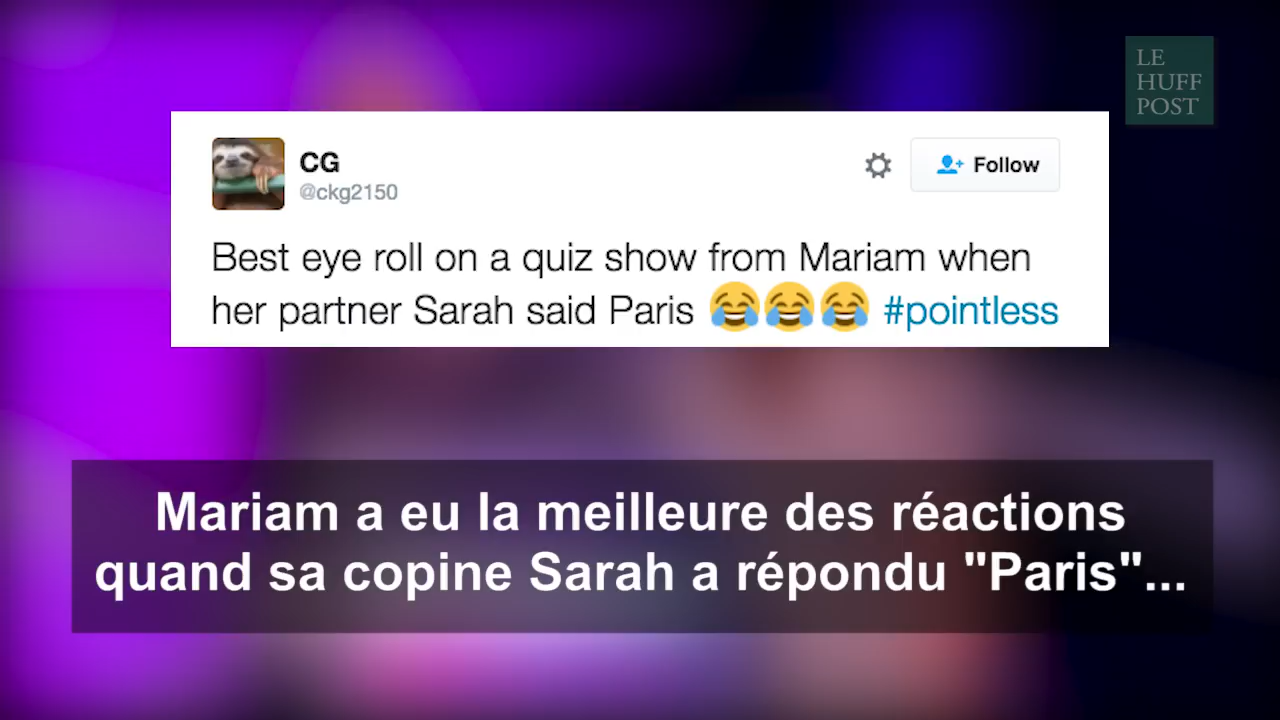 LE
HUFF
POST
CG
@ckg2150
Follow
Best eye roll on a quiz show from Mariam when
her partner Sarah said Paris 😂😂😂 #pointless
Mariam a eu la meilleure des réactions
quand sa copine Sarah a répondu "Paris"...